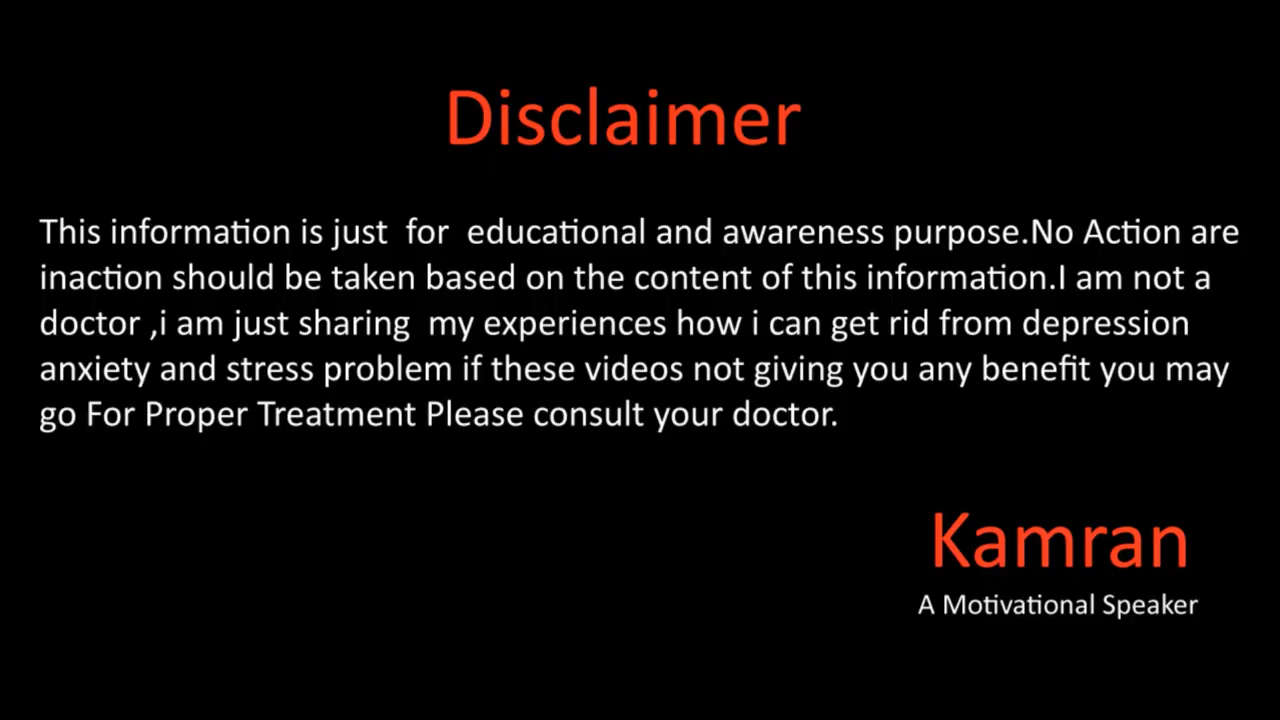 Disclaimer
This information is just for educational and awareness purpose.No Action are
inaction should be taken based on the content of this information.I am not a
doctor ,i am just sharing my experiences how i can get rid from depression
anxiety and stress problem if these videos not giving you any benefit you may
go For Proper Treatment Please consult your doctor.
Kamran
A Motivational Speaker